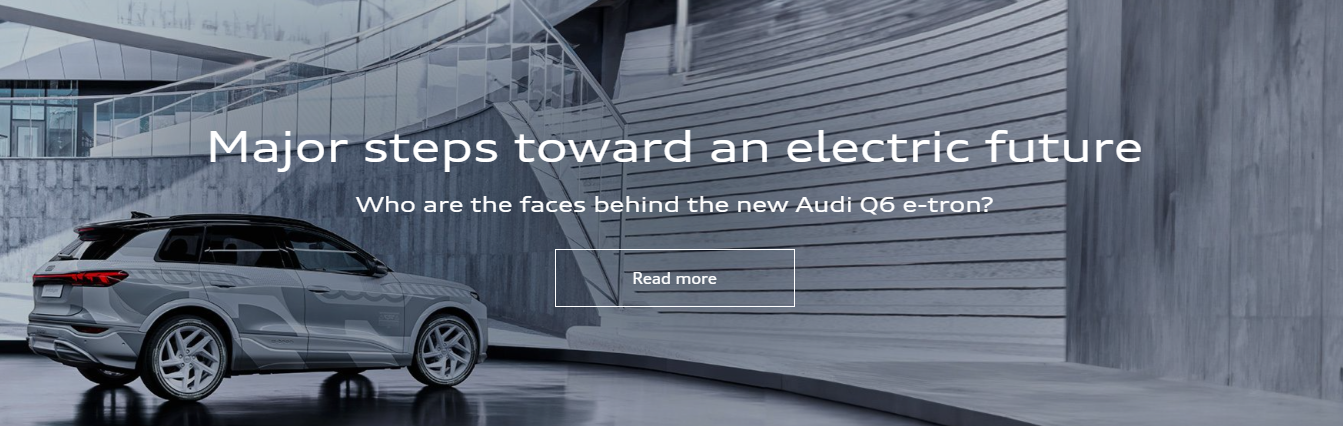 Major steps toward an electric future
Who are the faces behind the new Audi Q6 e-tron?
Read more